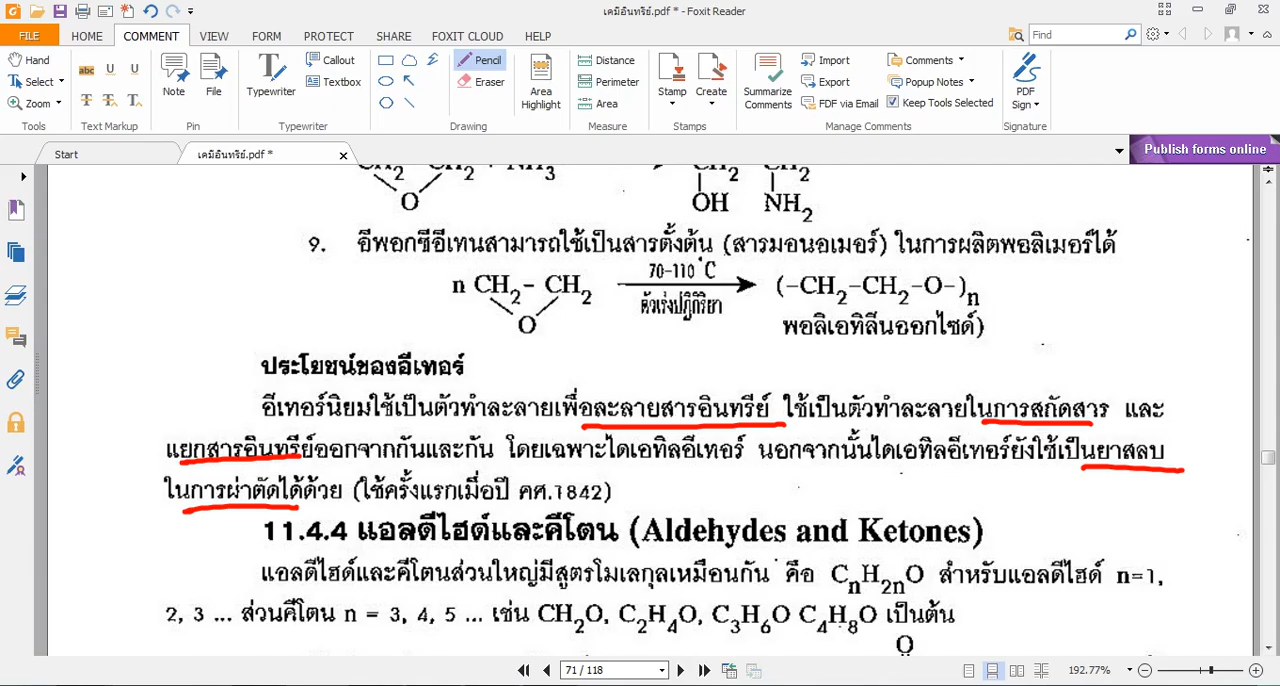 เคมีอินทรีย์.pdf * - Foxit Reader
FILE HOME COMMENT VIEW FORM PROTECT SHARE FOXIT CLOUD HELP Find
Hand
Select
Zoom
Tools
abc U U
T T T
Text Markup
Note File
Pin
Typewriter
Callout
Textbox
Typewriter
Pencil
Eraser
Drawing
Area Highlight
Distance
Perimeter
Area
Measure
Stamp Create
Stamps
Summarize Comments
Import
Export
FDF via Email
Comments
Popup Notes
Keep Tools Selected
Manage Comments
PDF Sign
Signature
Start เคมีอินทรีย์.pdf * Publish forms online
CH2 CH2 + NH3 CH2 CH2
O OH NH2
9. อีพอกซีอีเทนสามารถใช้เป็นสารตั้งต้น (สารมอนอเมอร์) ในการผลิตพอลิเมอร์ได้
n CH2 - CH2 70-110 °C (-CH2-CH2-O-)n
O ตัวเร่งปฏิกิริยา พอลิเอทิลีนออกไซด์)
ประโยชน์ของอีเทอร์
อีเทอร์นิยมใช้เป็นตัวทำละลายเพื่อละลายสารอินทรีย์ ใช้เป็นตัวทำละลายในการสกัดสาร และ
แยกสารอินทรีย์ออกจากกันและกัน โดยเฉพาะไดเอทิลอีเทอร์ นอกจากนั้นไดเอทิลอีเทอร์ยังใช้เป็นยาสลบ
ในการผ่าตัดได้ด้วย (ใช้ครั้งแรกเมื่อปี คศ.1842)
11.4.4 แอลดีไฮด์และคีโตน (Aldehydes and Ketones)
แอลดีไฮด์และคีโตนส่วนใหญ่มีสูตรโมเลกุลเหมือนกัน คือ CnH2nO สำหรับแอลดีไฮด์ n=1,
2, 3 ... ส่วนคีโตน n = 3, 4, 5 ... เช่น CH2O, C2H4O, C3H6O C4H8O เป็นต้น
O
71 / 118 192.77%